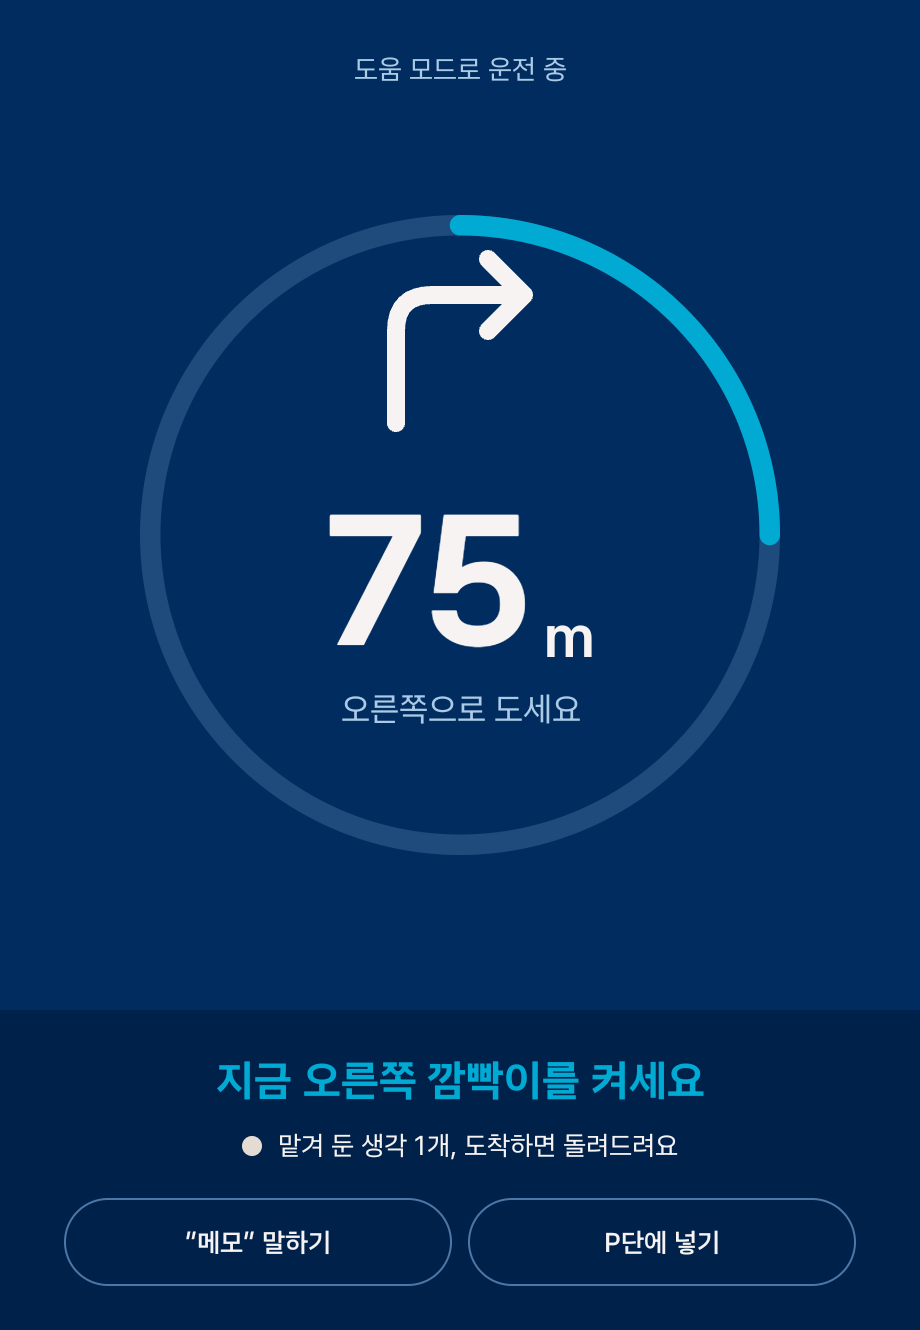 도움 모드로 운전 중
75 m
오른쪽으로 도세요
지금 오른쪽 깜빡이를 켜세요
맡겨 둔 생각 1개, 도착하면 돌려드려요
”메모“ 말하기
P단에 넣기